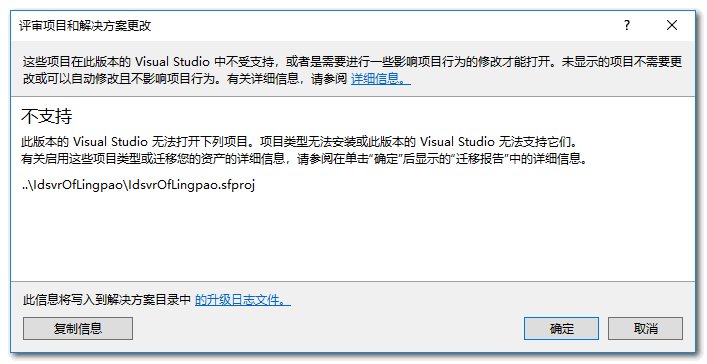 评审项目和解决方案更改
?
这些项目在此版本的 Visual Studio 中不受支持，或者是需要进行一些影响项目行为的修改才能打开。未显示的项目不需要更
改或可以自动修改且不影响项目行为。有关详细信息，请参阅 详细信息。
不支持
此版本的 Visual Studio 无法打开下列项目。项目类型无法安装或此版本的 Visual Studio 无法支持它们。
有关启用这些项目类型或迁移您的资产的详细信息，请参阅在单击“确定”后显示的“迁移报告”中的详细信息。
..\IdsvrOfLingpao\IdsvrOfLingpao.sfproj
此信息将写入到解决方案目录中 的升级日志文件。
复制信息 确定 取消